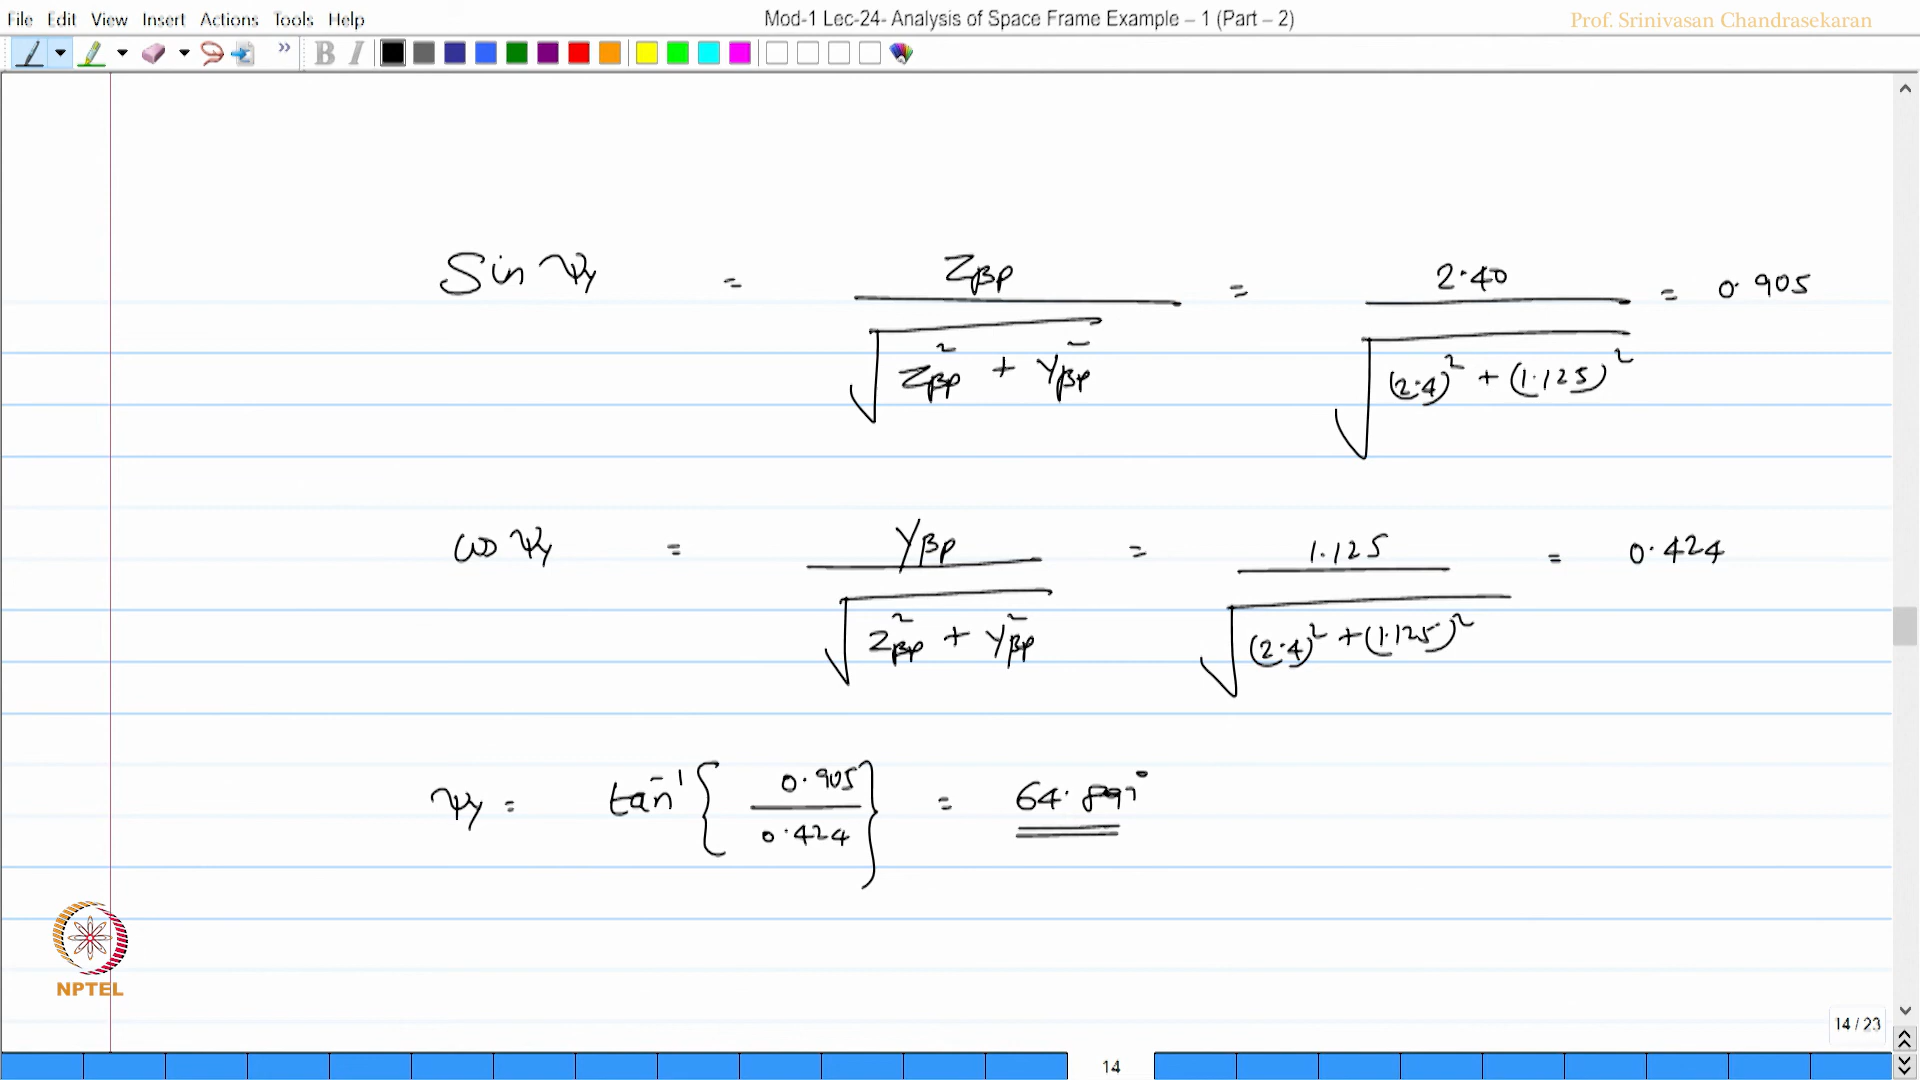 File Edit View Insert Actions Tools Help
Mod-1 Lec-24- Analysis of Space Frame Example – 1 (Part – 2)
Prof. Srinivasan Chandrasekaran
B I
Sin ψy = Zβp / √(Zβp² + Yβp²) = 2.40 / √((2.4)² + (1.125)²) = 0.905
cos ψy = Yβp / √(Zβp² + Yβp²) = 1.125 / √((2.4)² + (1.125)²) = 0.424
ψy = tan⁻¹ { 0.905 / 0.424 } = 64.897°
NPTEL
14 / 23
14